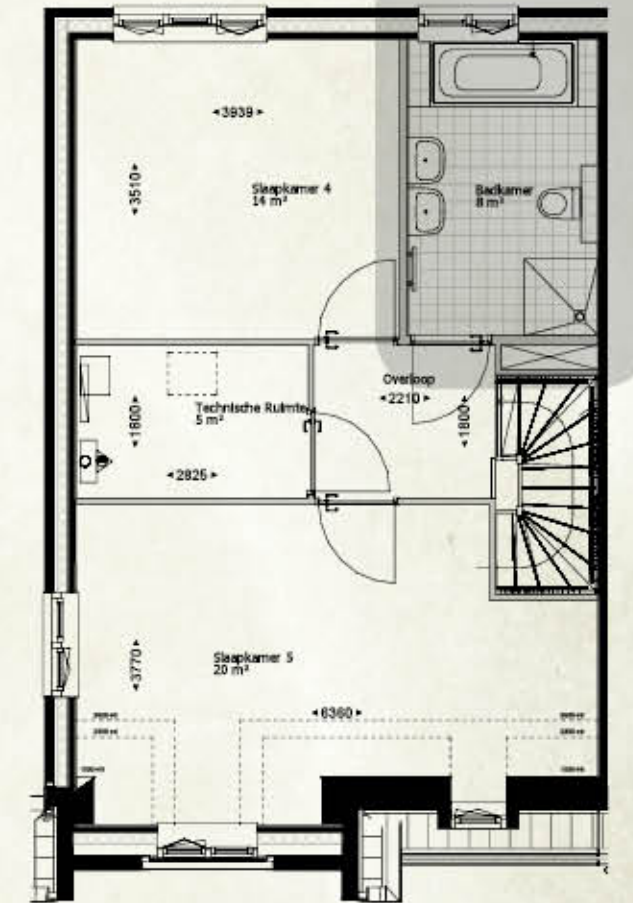 3939
3510
Slaapkamer 4
14 m²
Badkamer
8 m²
Overloop
2210
1800
Technische Ruimte
5 m²
1800
2825
Slaapkamer 5
20 m²
3770
6360